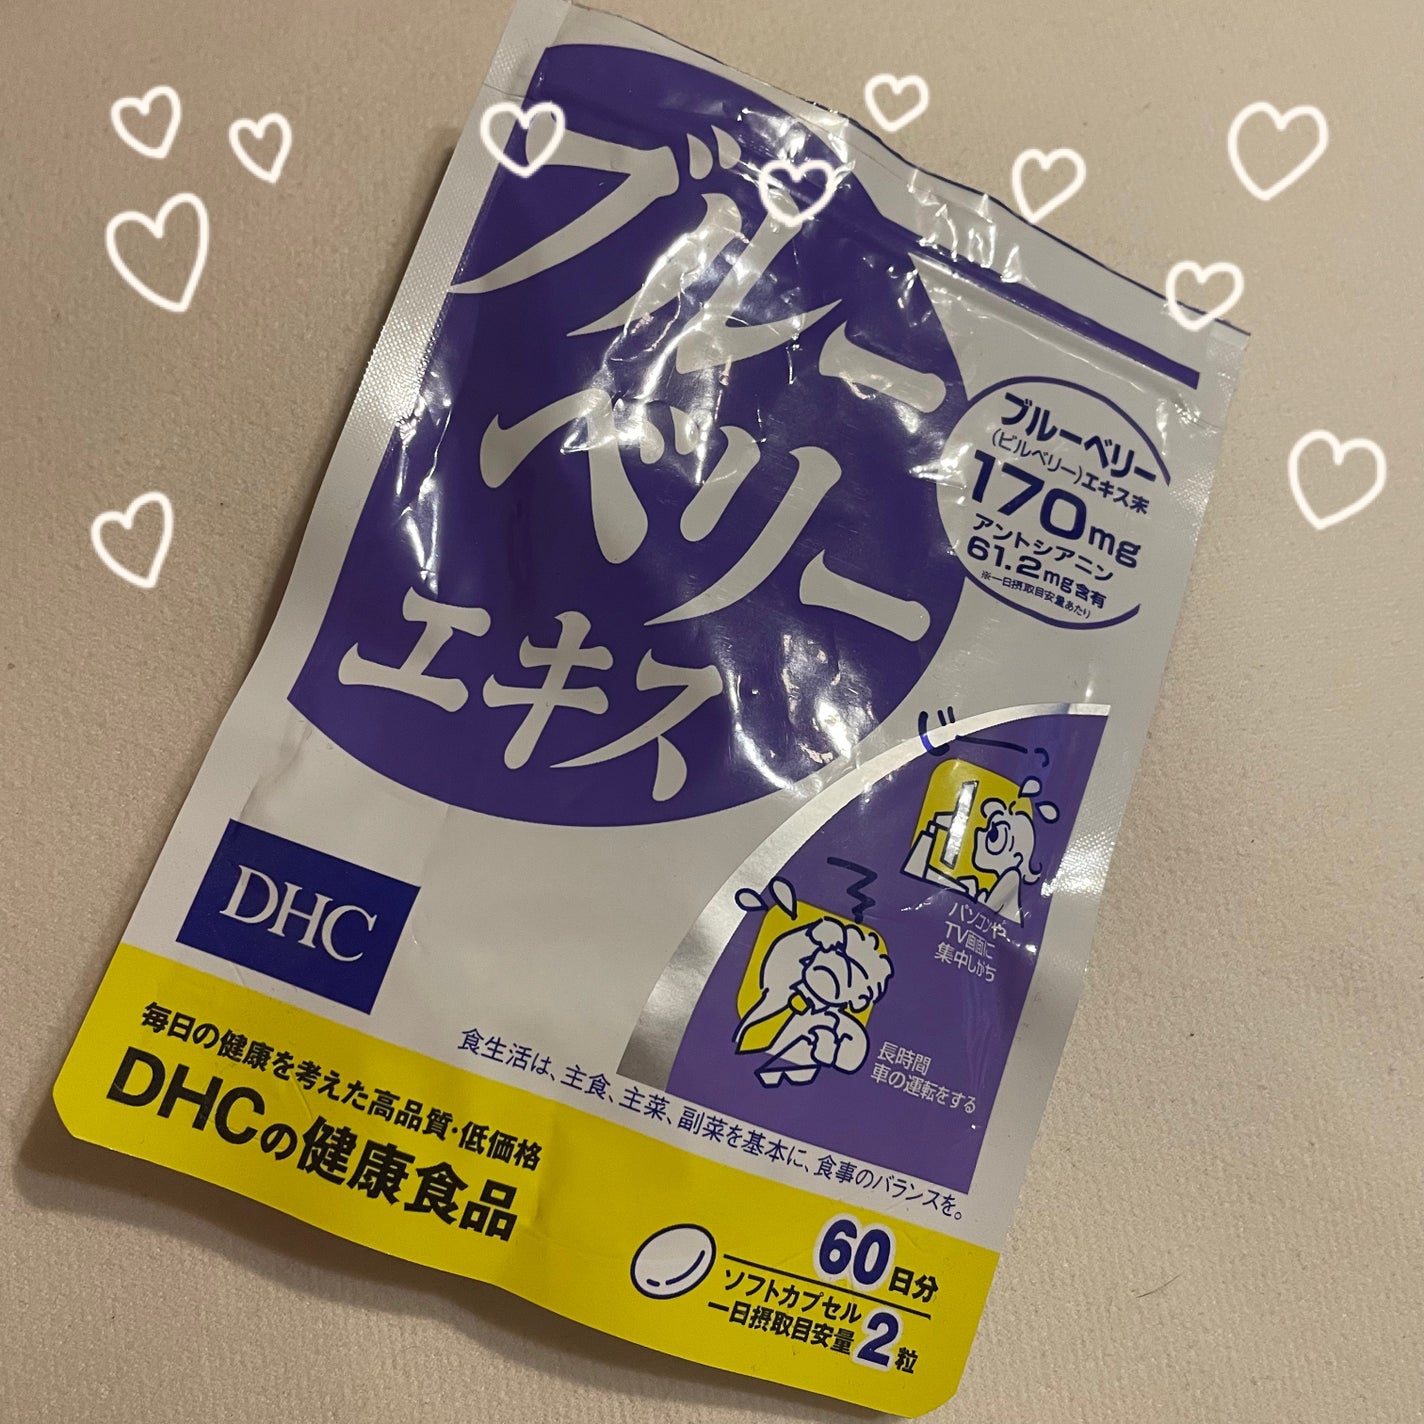 ブルー
ベリー
エキス
ブルーベリー
(ビルベリー)エキス末
170mg
アントシアニン
61.2mg含有
※一日摂取目安量あたり
じーっ
パソコンや
TV画面に
集中しがち
長時間
車の運転をする
DHC
食生活は、主食、主菜、副菜を基本に、食事のバランスを。
毎日の健康を考えた高品質・低価格
DHCの健康食品
60日分
ソフトカプセル
一日摂取目安量2粒